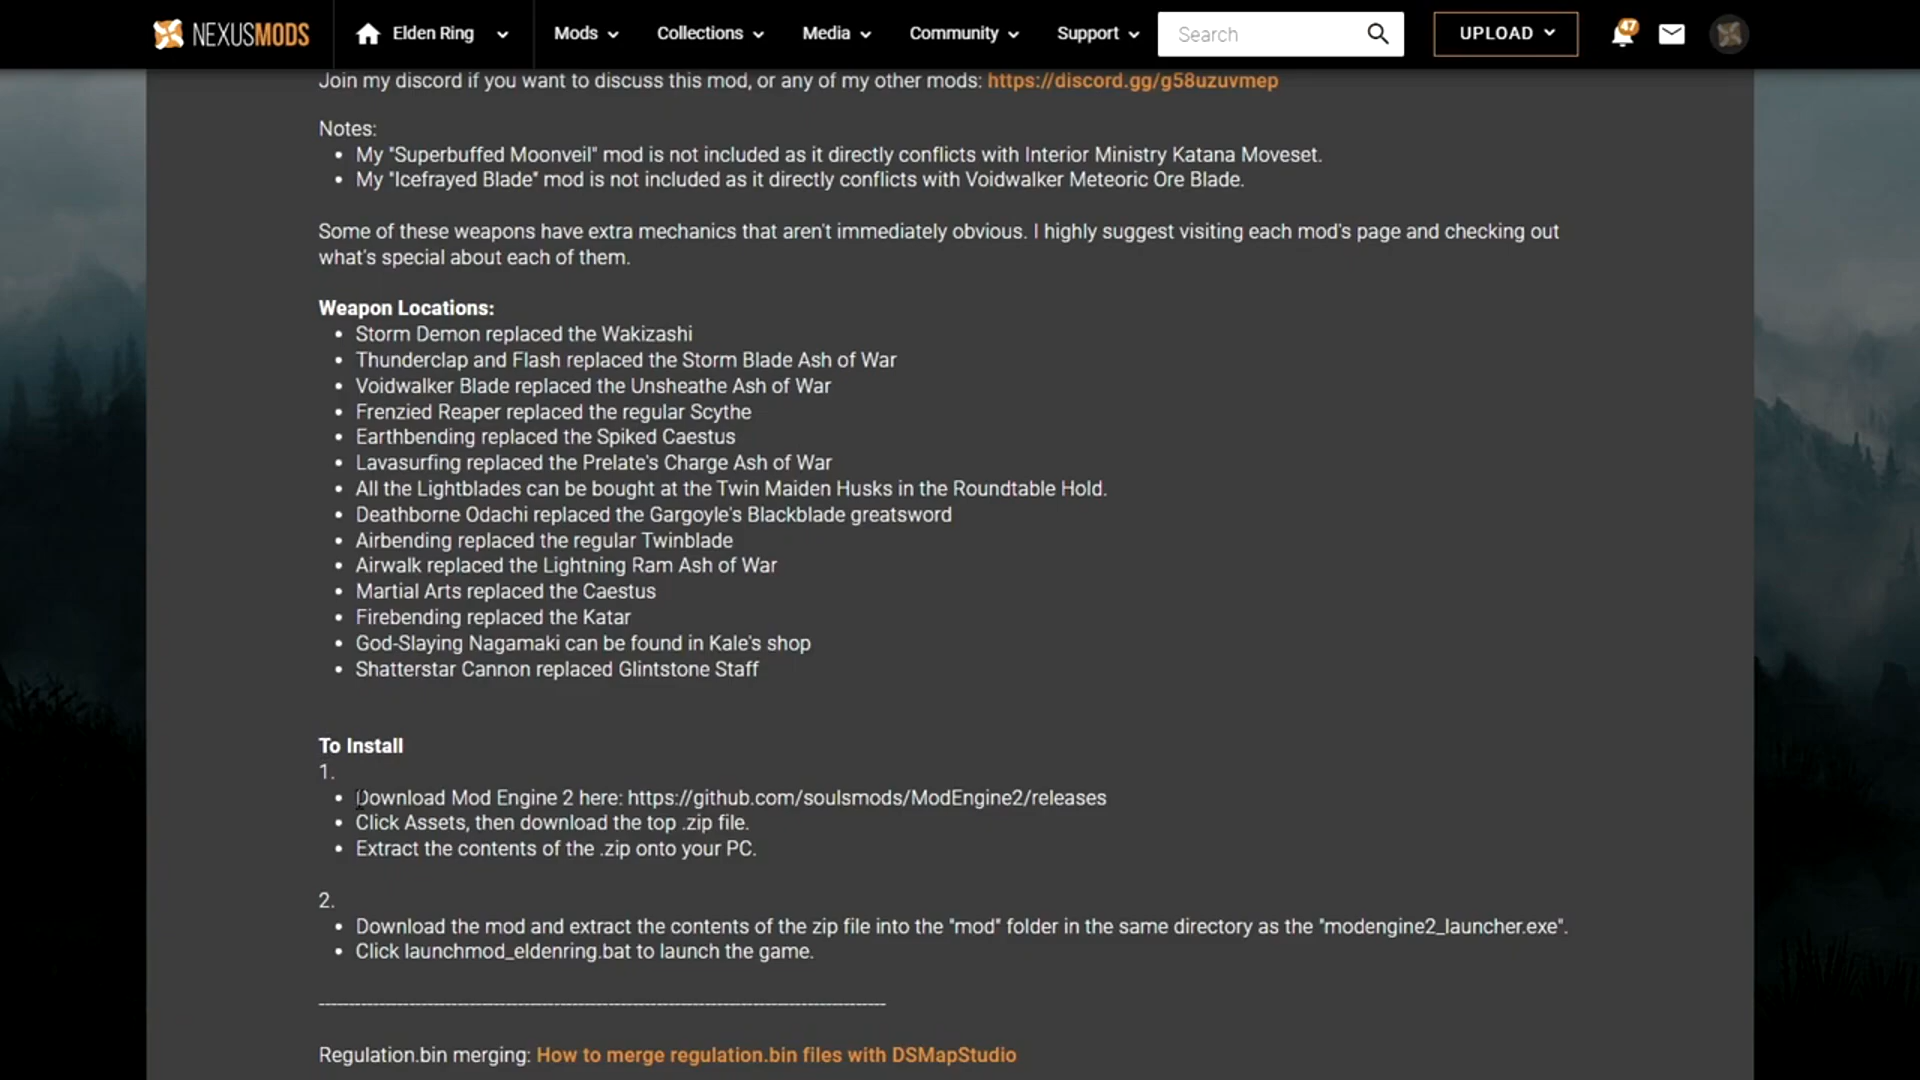 NEXUSMODS Elden Ring Mods Collections Media Community Support Search UPLOAD 47
Join my discord if you want to discuss this mod, or any of my other mods: https://discord.gg/g58uzuvmep
Notes:
• My "Superbuffed Moonveil" mod is not included as it directly conflicts with Interior Ministry Katana Moveset.
• My "Icefrayed Blade" mod is not included as it directly conflicts with Voidwalker Meteoric Ore Blade.
Some of these weapons have extra mechanics that aren't immediately obvious. I highly suggest visiting each mod's page and checking out
what's special about each of them.
Weapon Locations:
• Storm Demon replaced the Wakizashi
• Thunderclap and Flash replaced the Storm Blade Ash of War
• Voidwalker Blade replaced the Unsheathe Ash of War
• Frenzied Reaper replaced the regular Scythe
• Earthbending replaced the Spiked Caestus
• Lavasurfing replaced the Prelate's Charge Ash of War
• All the Lightblades can be bought at the Twin Maiden Husks in the Roundtable Hold.
• Deathborne Odachi replaced the Gargoyle's Blackblade greatsword
• Airbending replaced the regular Twinblade
• Airwalk replaced the Lightning Ram Ash of War
• Martial Arts replaced the Caestus
• Firebending replaced the Katar
• God-Slaying Nagamaki can be found in Kale's shop
• Shatterstar Cannon replaced Glintstone Staff
To Install
1.
• Download Mod Engine 2 here: https://github.com/soulsmods/ModEngine2/releases
• Click Assets, then download the top .zip file.
• Extract the contents of the .zip onto your PC.
2.
• Download the mod and extract the contents of the zip file into the "mod" folder in the same directory as the "modengine2_launcher.exe".
• Click launchmod_eldenring.bat to launch the game.
Regulation.bin merging: How to merge regulation.bin files with DSMapStudio